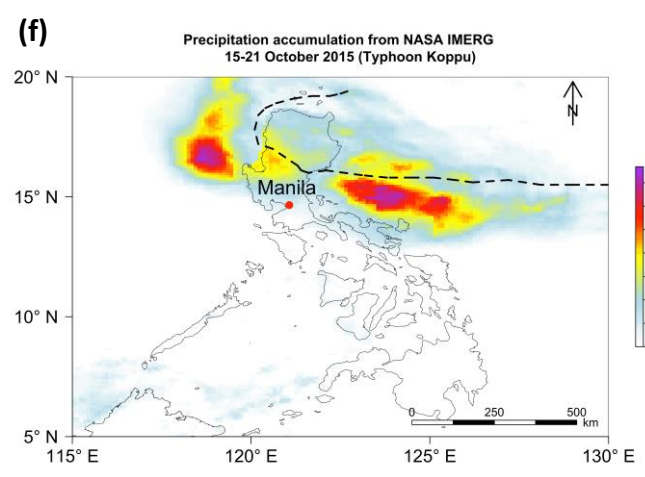 (f)
Precipitation accumulation from NASA IMERG
15-21 October 2015 (Typhoon Koppu)
20° N
N
15° N
Manila
10° N
0 250 500
km
5° N
115° E 120° E 125° E 130° E